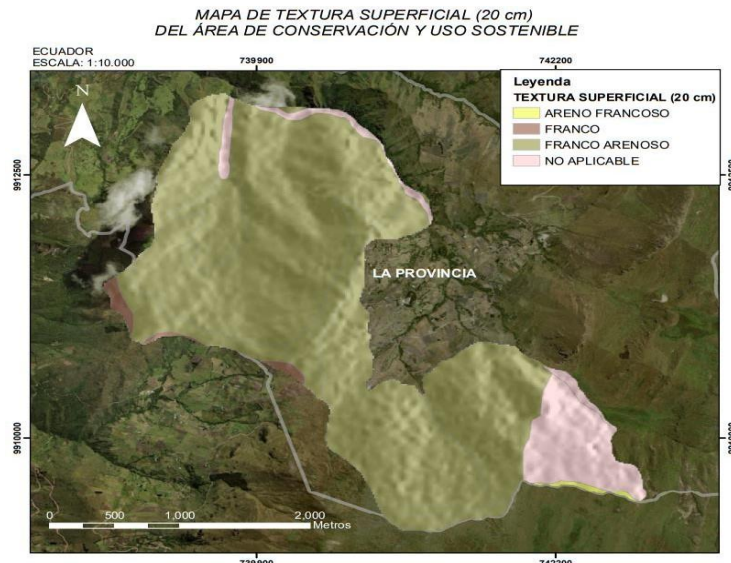 MAPA DE TEXTURA SUPERFICIAL (20 cm)
DEL ÁREA DE CONSERVACIÓN Y USO SOSTENIBLE
ECUADOR
ESCALA: 1:10.000
739900
742200
N
Leyenda
TEXTURA SUPERFICIAL (20 cm)
ARENO FRANCOSO
FRANCO
FRANCO ARENOSO
NO APLICABLE
9912500
LA PROVINCIA
9910000
0 500 1,000 2,000
Metros